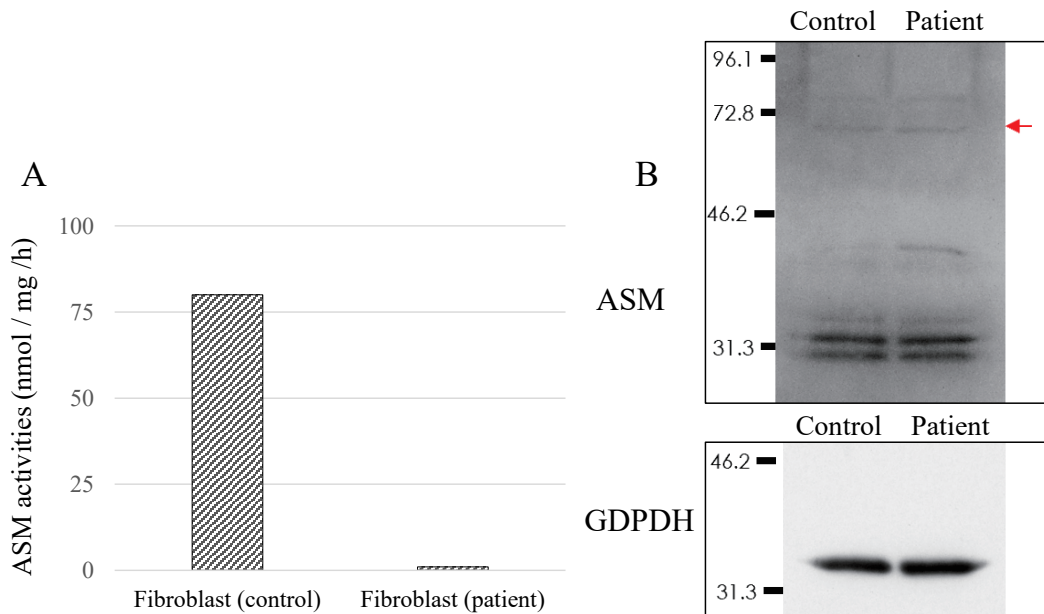 A
ASM activities (nmol / mg /h)
100
75
50
25
0
Fibroblast (control) Fibroblast (patient)
B
Control Patient
96.1
72.8
46.2
31.3
ASM
Control Patient
46.2
31.3
GDPDH